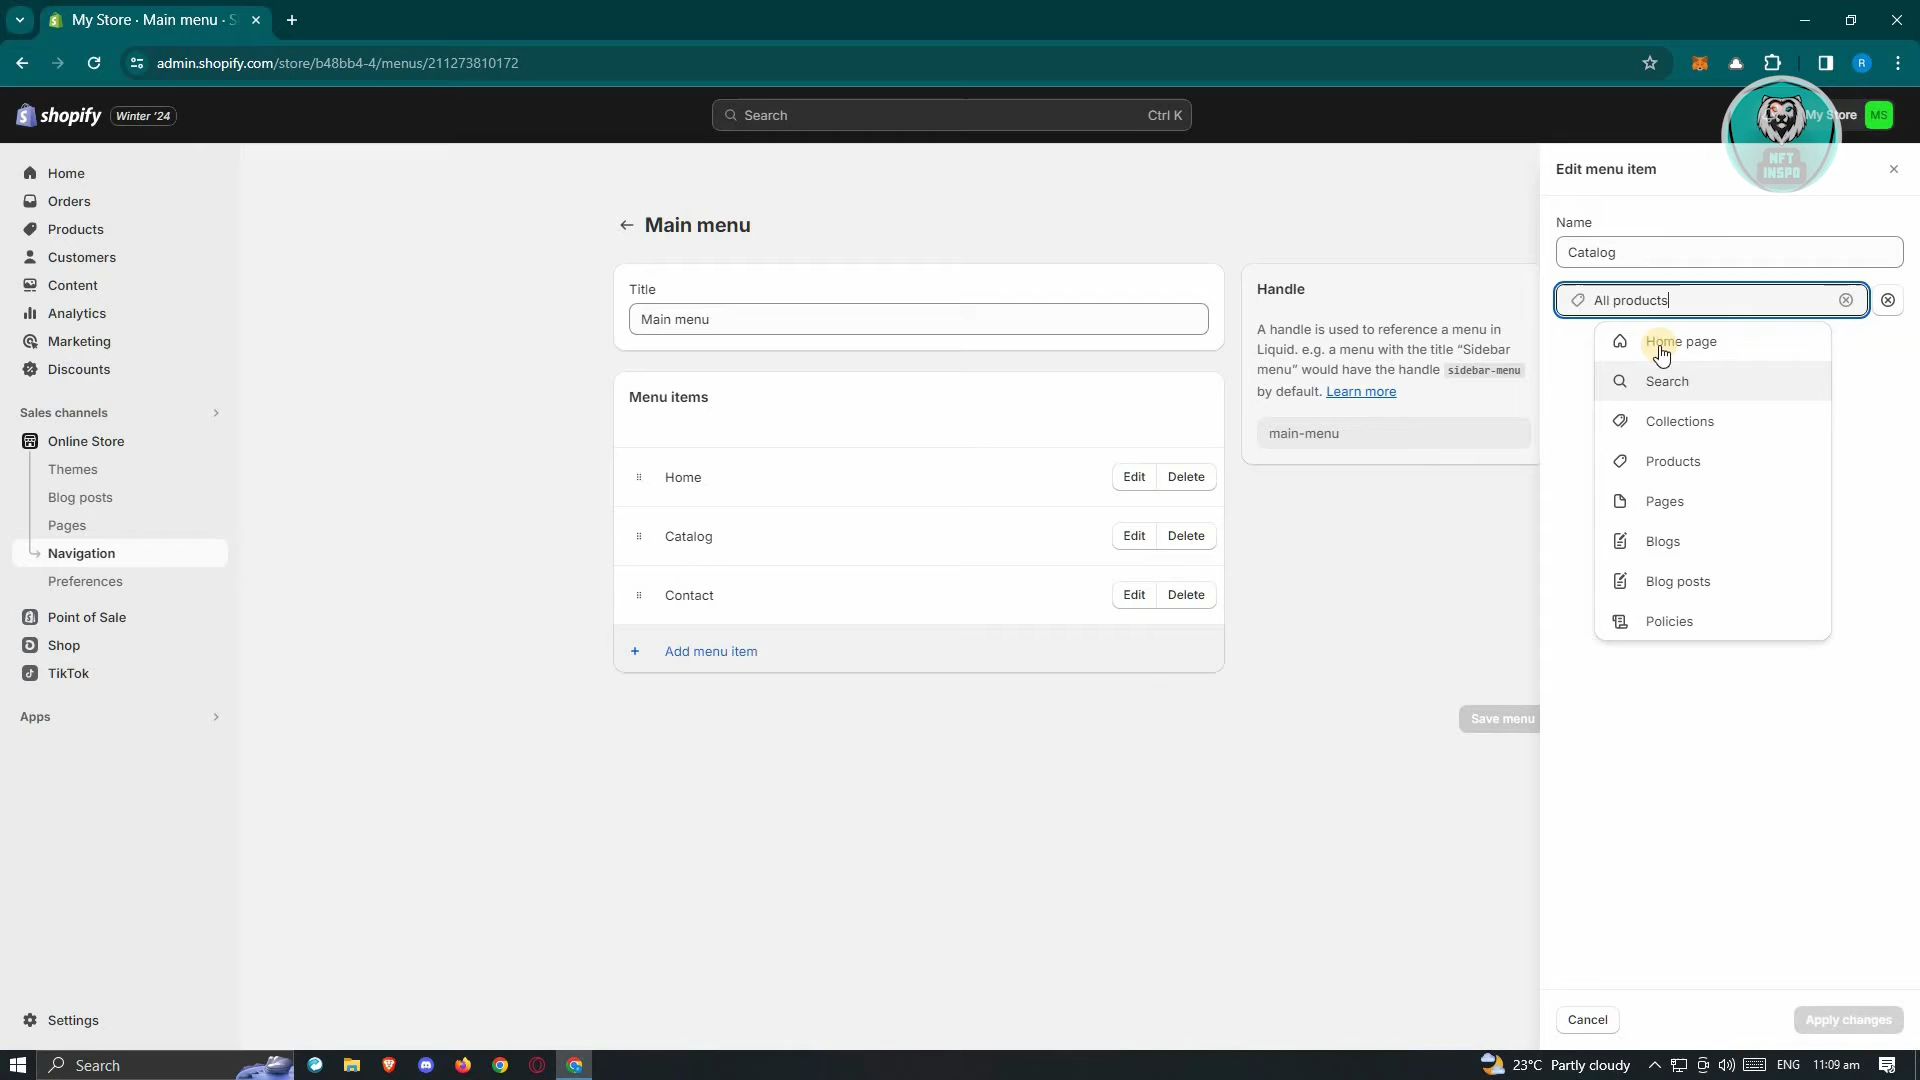 My Store · Main menu · S
admin.shopify.com/store/b48bb4-4/menus/211273810172
R
shopify
Winter '24
Search
Ctrl K
My Store
MS
NFT
INSPO
Home
Orders
Products
Customers
Content
Analytics
Marketing
Discounts
Sales channels
Online Store
Themes
Blog posts
Pages
Navigation
Preferences
Point of Sale
Shop
TikTok
Apps
Settings
Main menu
Title
Main menu
Menu items
Home
Edit
Delete
Catalog
Edit
Delete
Contact
Edit
Delete
+ Add menu item
Handle
A handle is used to reference a menu in
Liquid. e.g. a menu with the title “Sidebar
menu” would have the handle sidebar-menu
by default. Learn more
main-menu
Save menu
Edit menu item
Name
Catalog
All products
Home page
Search
Collections
Products
Pages
Blogs
Blog posts
Policies
Cancel
Apply changes
Search
23°C Partly cloudy
ENG
11:09 am